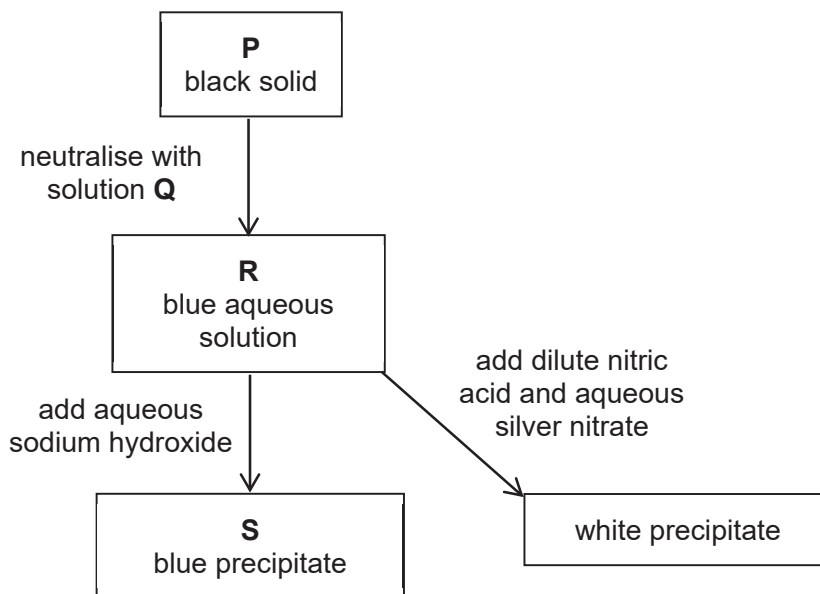 P
black solid
neutralise with
solution Q
R
blue aqueous
solution
add aqueous
sodium hydroxide
add dilute nitric
acid and aqueous
silver nitrate
S
blue precipitate
white precipitate